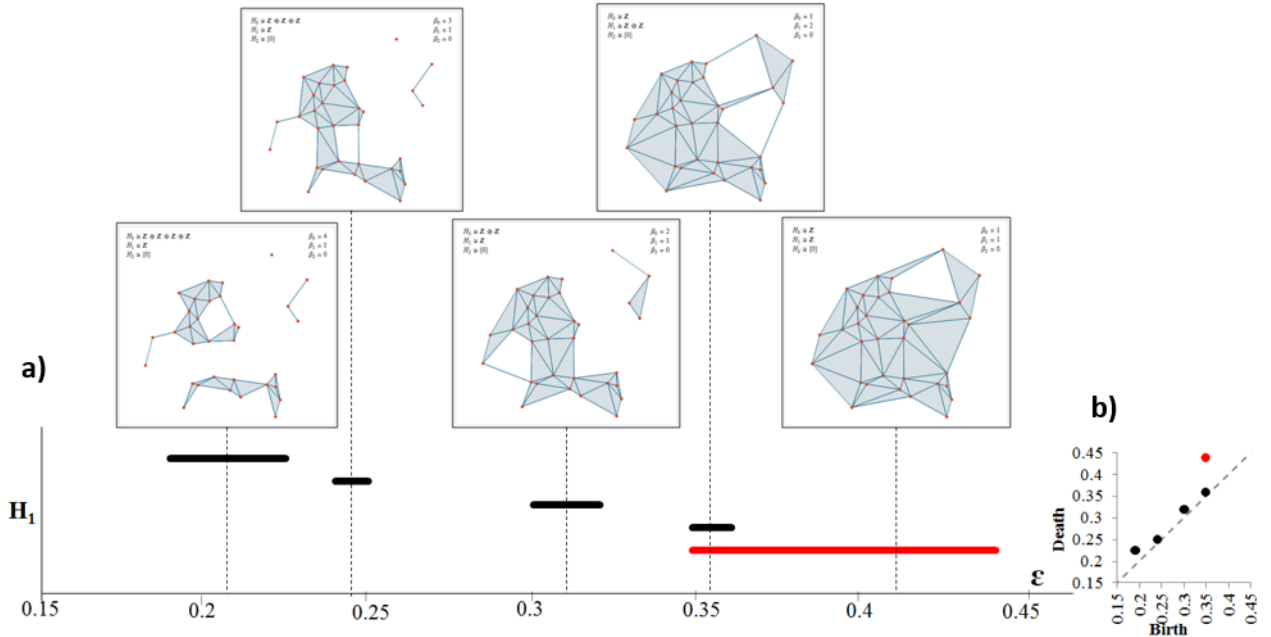 H₀ ≅ Z ⊕ Z ⊕ Z β₀ = 3
H₁ ≅ Z β₁ = 1
H₂ ≅ {0} β₂ = 0
H₀ ≅ Z β₀ = 1
H₁ ≅ Z ⊕ Z β₁ = 2
H₂ ≅ {0} β₂ = 0
H₀ ≅ Z ⊕ Z ⊕ Z ⊕ Z β₀ = 4
H₁ ≅ Z β₁ = 1
H₂ ≅ {0} β₂ = 0
H₀ ≅ Z ⊕ Z β₀ = 2
H₁ ≅ Z β₁ = 1
H₂ ≅ {0} β₂ = 0
H₀ ≅ Z β₀ = 1
H₁ ≅ Z β₁ = 1
H₂ ≅ {0} β₂ = 0
a)
H₁
ε
0.15 0.2 0.25 0.3 0.35 0.4 0.45
b)
Death
0.45
0.4
0.35
0.3
0.25
0.2
0.15
0.15 0.2 0.25 0.3 0.35 0.4 0.45
Birth